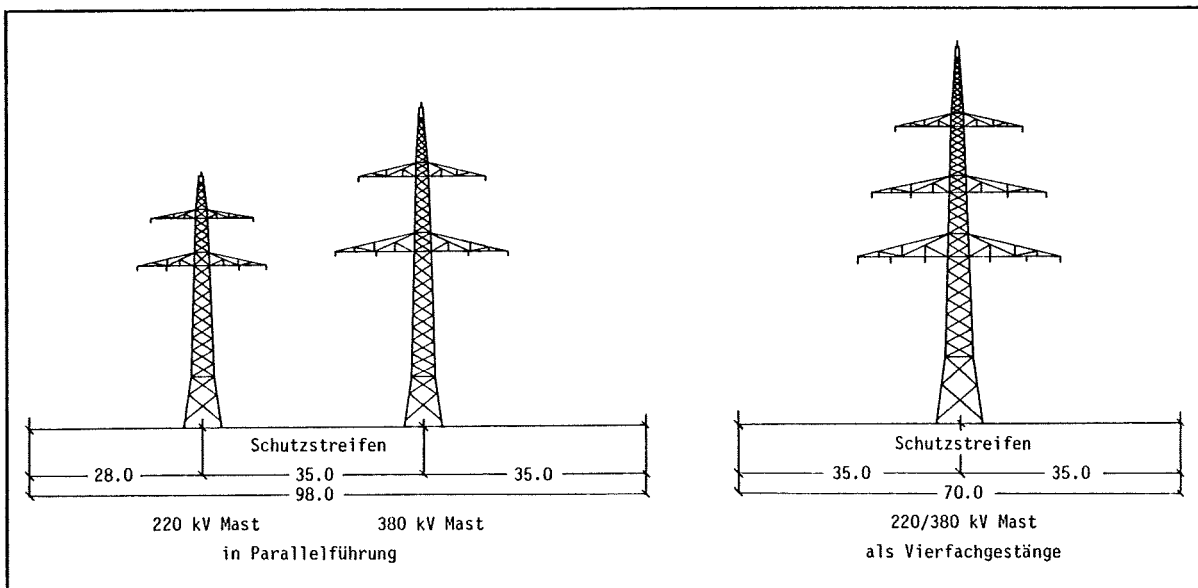 Schutzstreifen
28.0 35.0 35.0
98.0
220 kV Mast 380 kV Mast
in Parallelführung
Schutzstreifen
35.0 35.0
70.0
220/380 kV Mast
als Vierfachgestänge